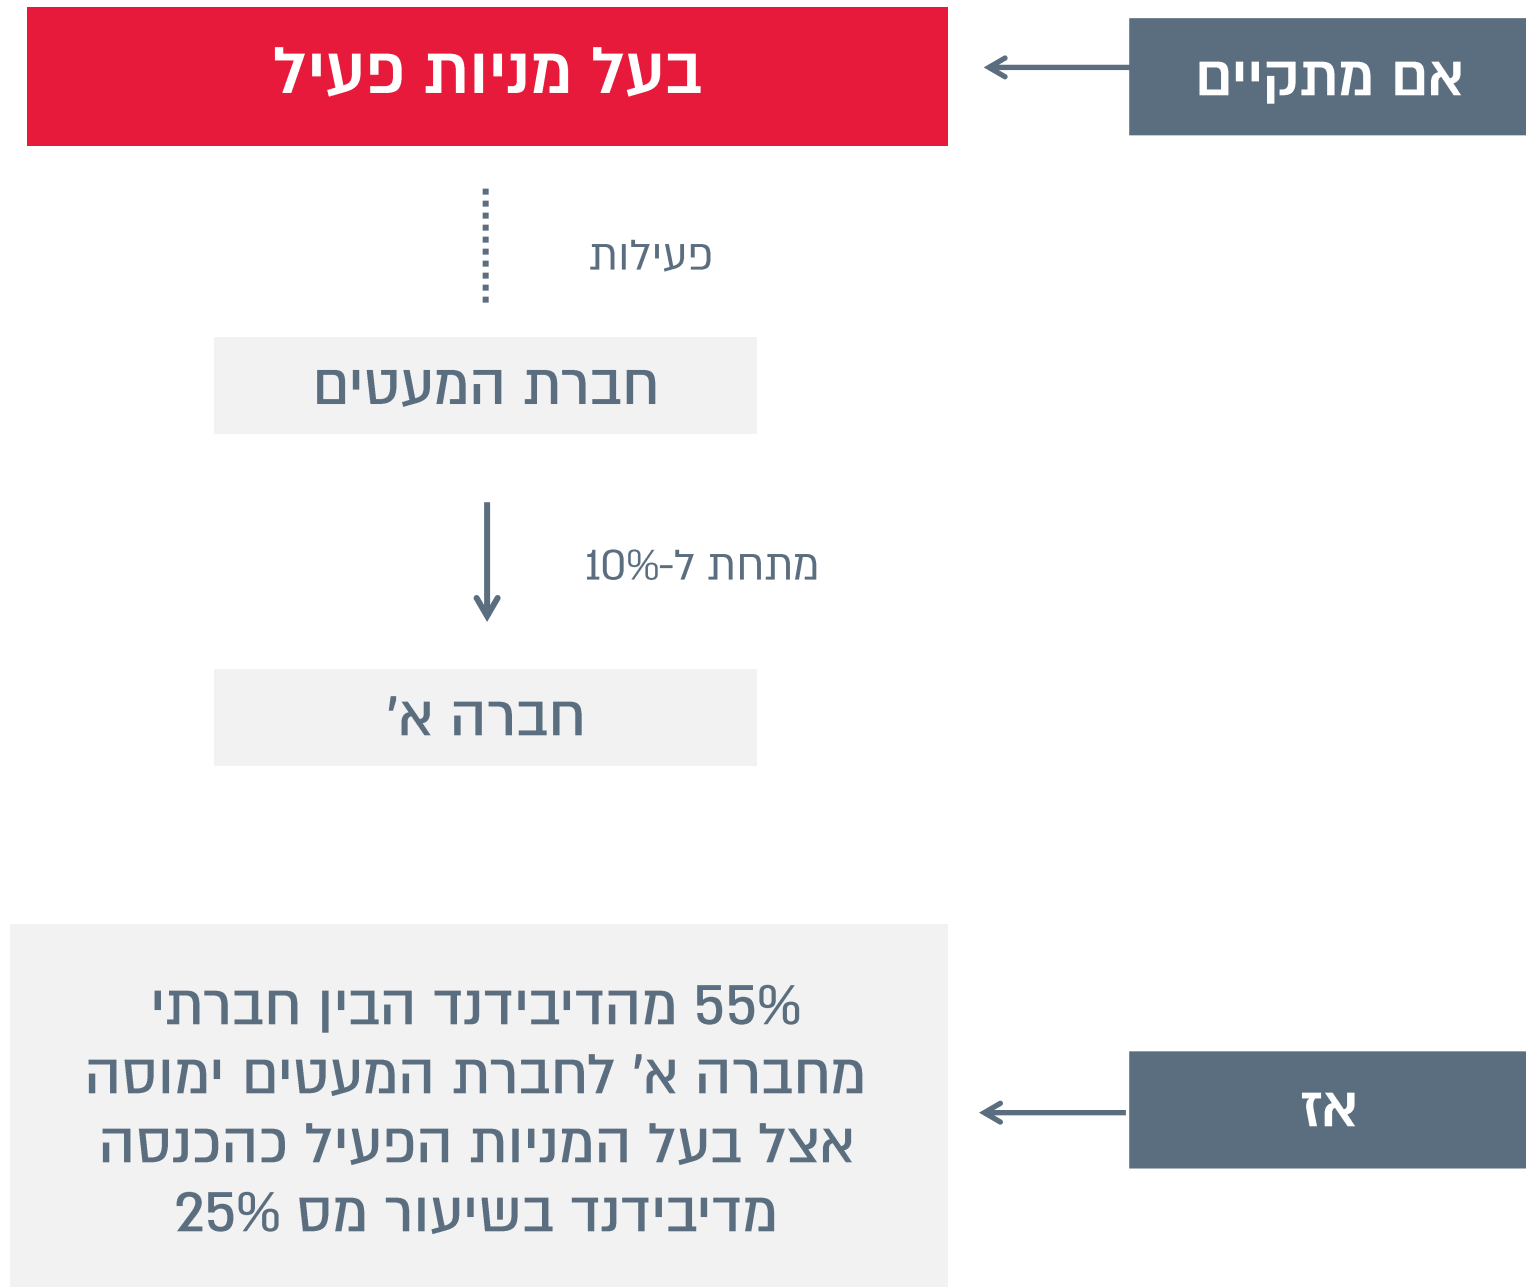 אם מתקיים
בעל מניות פעיל
פעילות
חברת המעטים
מתחת ל-10%
חברה א'
אז
55% מהדיבידנד הבין חברתי
מחברה א' לחברת המעטים ימוסה
אצל בעל המניות הפעיל כהכנסה
מדיבידנד בשיעור מס 25%